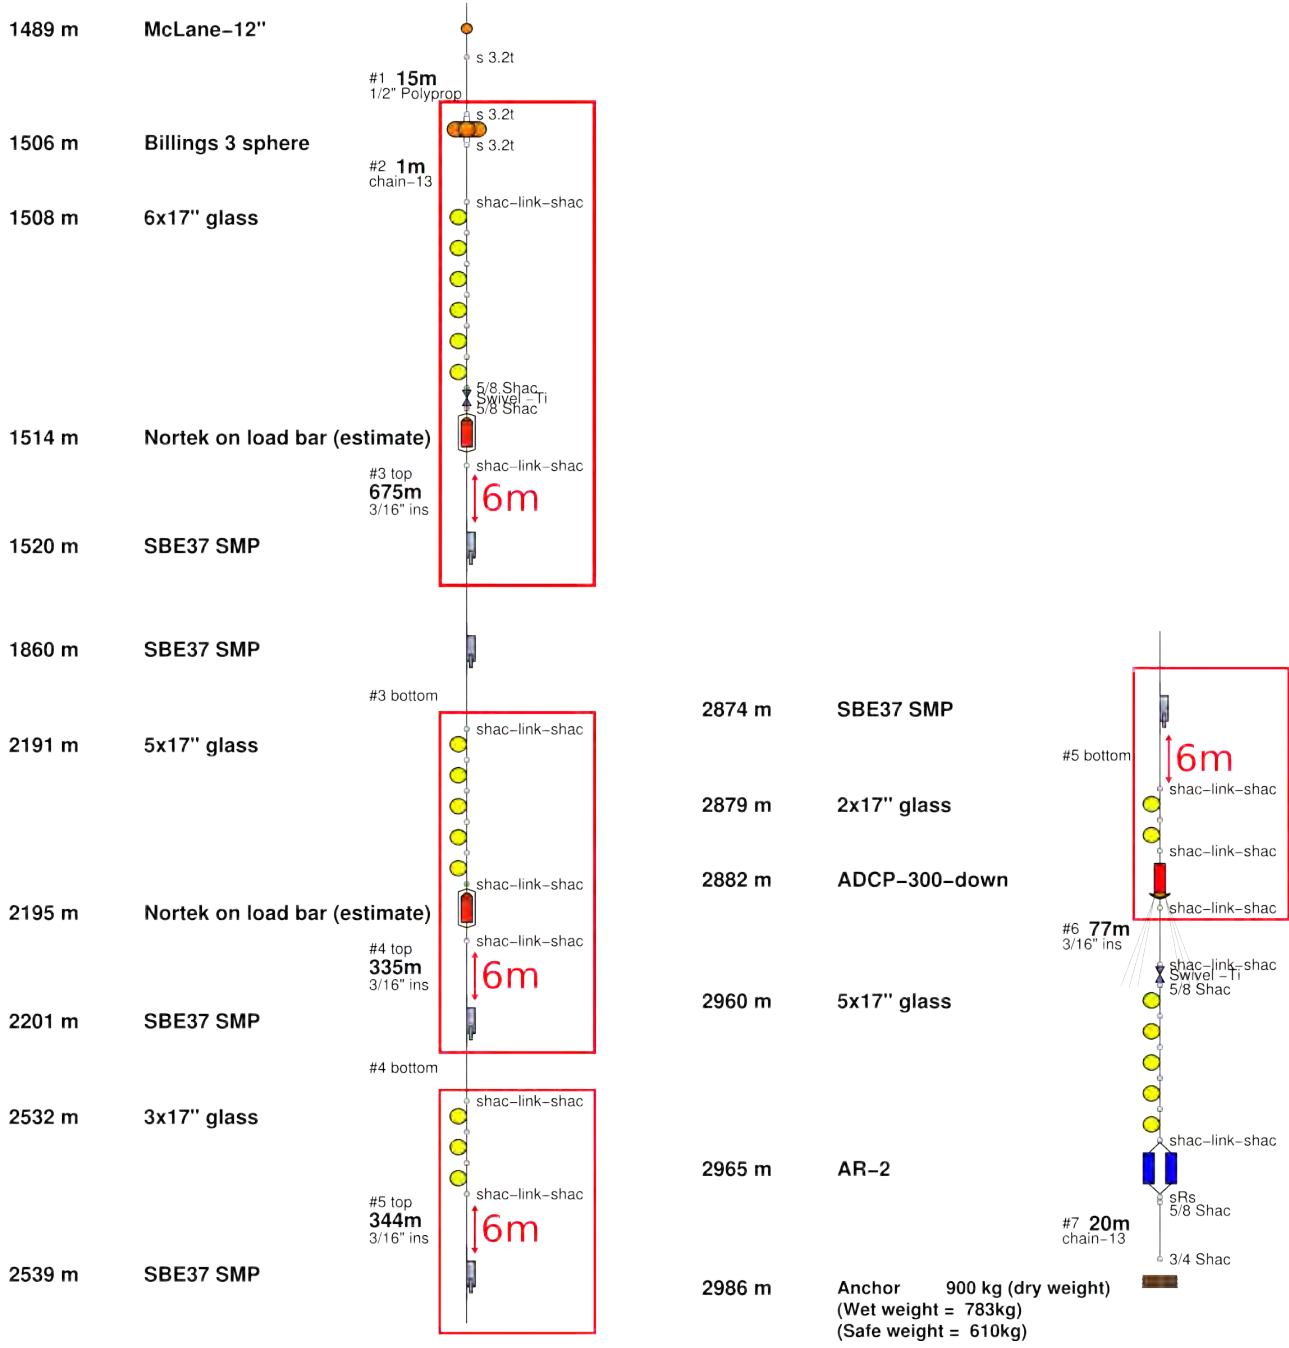 1489 m McLane–12"
s 3.2t
#1 15m
1/2" Polyprop
s 3.2t
1506 m Billings 3 sphere
s 3.2t
#2 1m
chain–13
shac–link–shac
1508 m 6x17" glass
5/8 Shac
Swivel –Ti
5/8 Shac
1514 m Nortek on load bar (estimate)
shac–link–shac
#3 top
675m
3/16" ins
6m
1520 m SBE37 SMP
1860 m SBE37 SMP
#3 bottom
shac–link–shac
2191 m 5x17" glass
shac–link–shac
2195 m Nortek on load bar (estimate)
shac–link–shac
#4 top
335m
3/16" ins
6m
2201 m SBE37 SMP
#4 bottom
shac–link–shac
2532 m 3x17" glass
shac–link–shac
#5 top
344m
3/16" ins
6m
2539 m SBE37 SMP
2874 m SBE37 SMP
#5 bottom
6m
shac–link–shac
2879 m 2x17" glass
shac–link–shac
2882 m ADCP–300–down
shac–link–shac
#6 77m
3/16" ins
shac–link–shac
Swivel –Ti
5/8 Shac
2960 m 5x17" glass
shac–link–shac
2965 m AR–2
sRs
5/8 Shac
#7 20m
chain–13
3/4 Shac
2986 m Anchor 900 kg (dry weight)
(Wet weight = 783kg)
(Safe weight = 610kg)